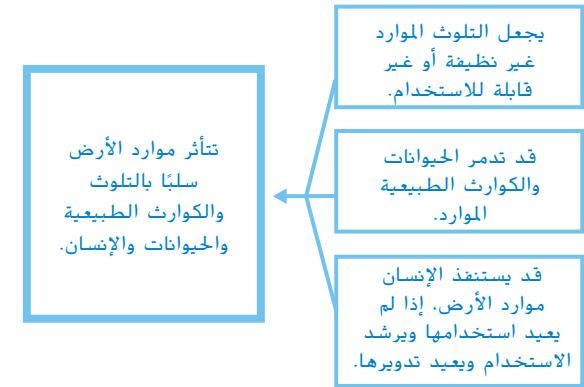 يجعل التلوث الموارد
غير نظيفة أو غير
قابلة للاستخدام.
قد تدمر الحيوانات
والكوارث الطبيعية
الموارد.
قد يستنفذ الإنسان
موارد الأرض، إذا لم
يعيد استخدامها ويرشد
الاستخدام ويعيد تدويرها.
تتأثر موارد الأرض
سلبًا بالتلوث
والكوارث الطبيعية
والحيوانات والإنسان.